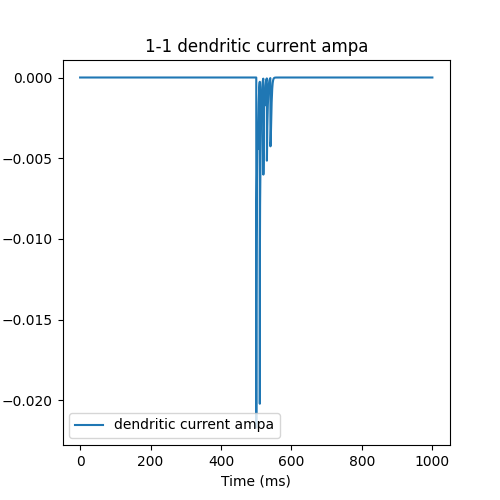 1-1 dendritic current ampa
0.000
−0.005
−0.010
−0.015
−0.020
dendritic current ampa
0 200 400 600 800 1000
Time (ms)